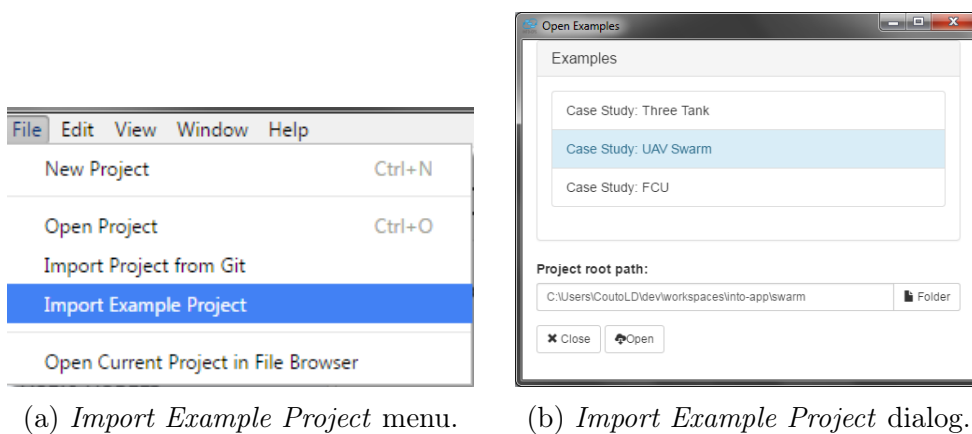 File Edit View Window Help
New Project Ctrl+N
Open Project Ctrl+O
Import Project from Git
Import Example Project
Open Current Project in File Browser
(a) Import Example Project menu.
Open Examples
Examples
Case Study: Three Tank
Case Study: UAV Swarm
Case Study: FCU
Project root path:
C:\Users\CoutoLD\dev\workspaces\into-app\swarm Folder
Close Open
(b) Import Example Project dialog.